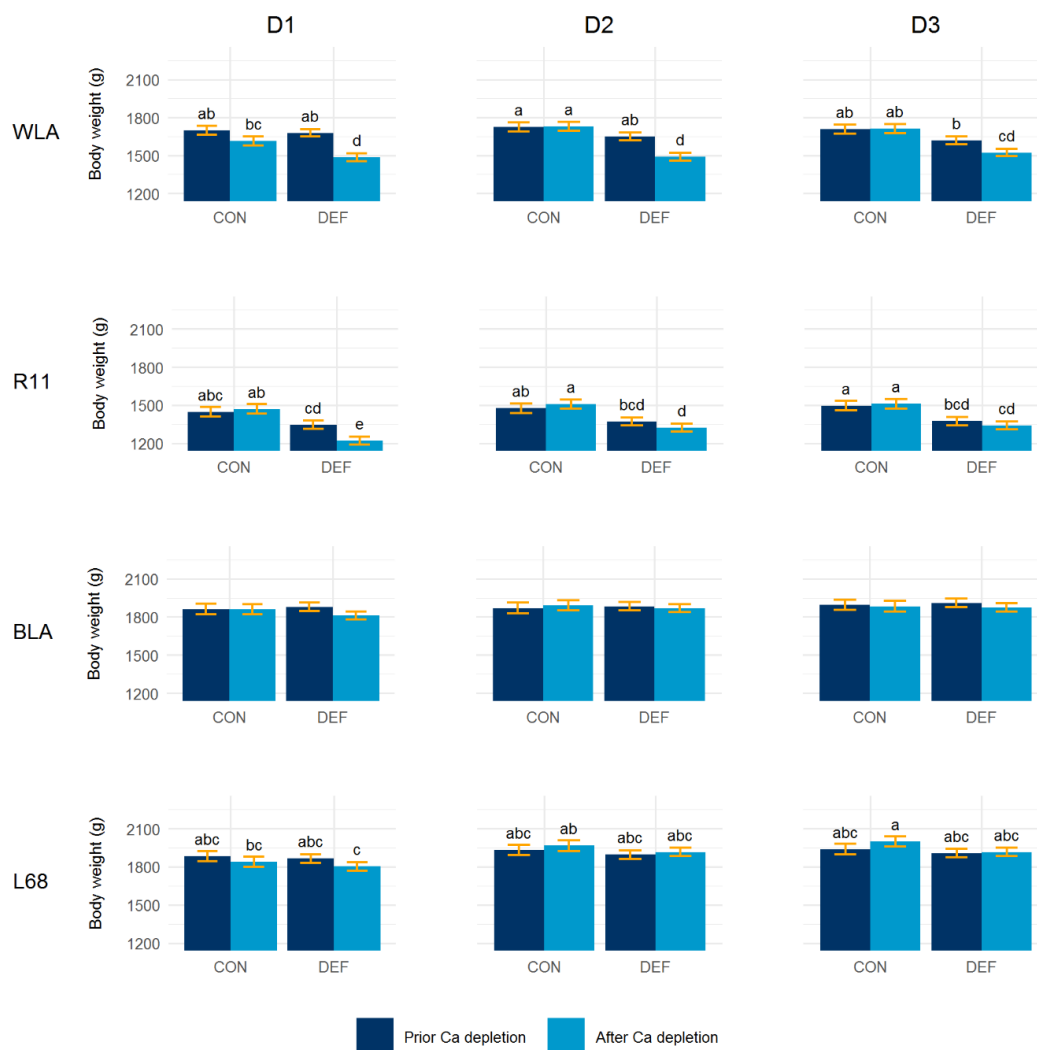 D1 D2 D3
WLA
Body weight (g)
2100
1800
1500
1200
ab bc ab d
a a ab d
ab ab b cd
CON DEF CON DEF CON DEF
R11
Body weight (g)
2100
1800
1500
1200
abc ab cd e
ab a bcd d
a a bcd cd
CON DEF CON DEF CON DEF
BLA
Body weight (g)
2100
1800
1500
1200
CON DEF CON DEF CON DEF
L68
Body weight (g)
2100
1800
1500
1200
abc bc abc c
abc ab abc abc
abc a abc abc
CON DEF CON DEF CON DEF
Prior Ca depletion After Ca depletion